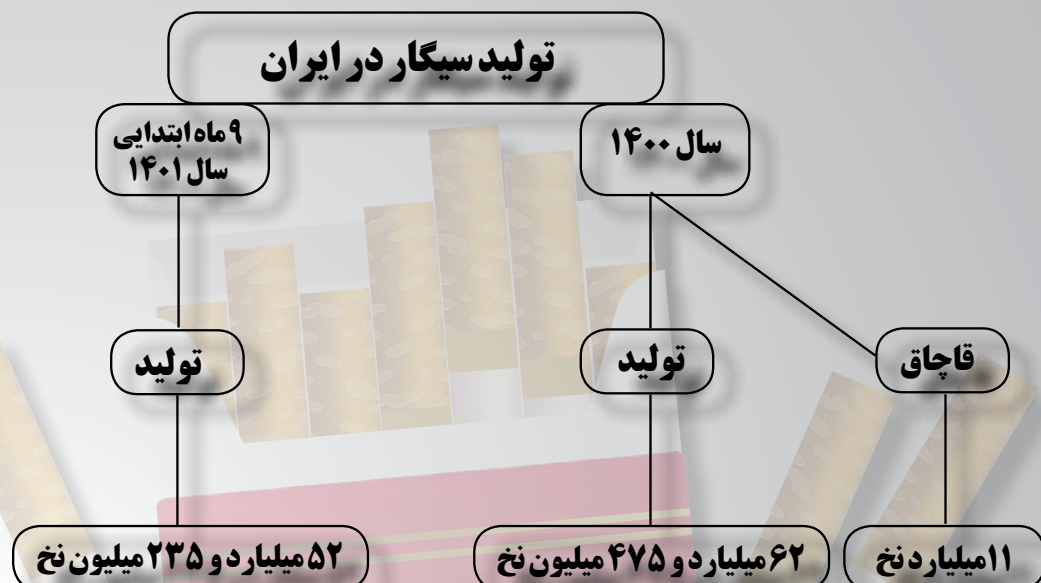 تولید سیگار در ایران
سال ۱۴۰۰
۹ ماه ابتدایی
سال ۱۴۰۱
قاچاق
تولید
تولید
۱۱ میلیارد نخ
۶۲ میلیارد و ۴۷۵ میلیون نخ
۵۲ میلیارد و ۲۳۵ میلیون نخ